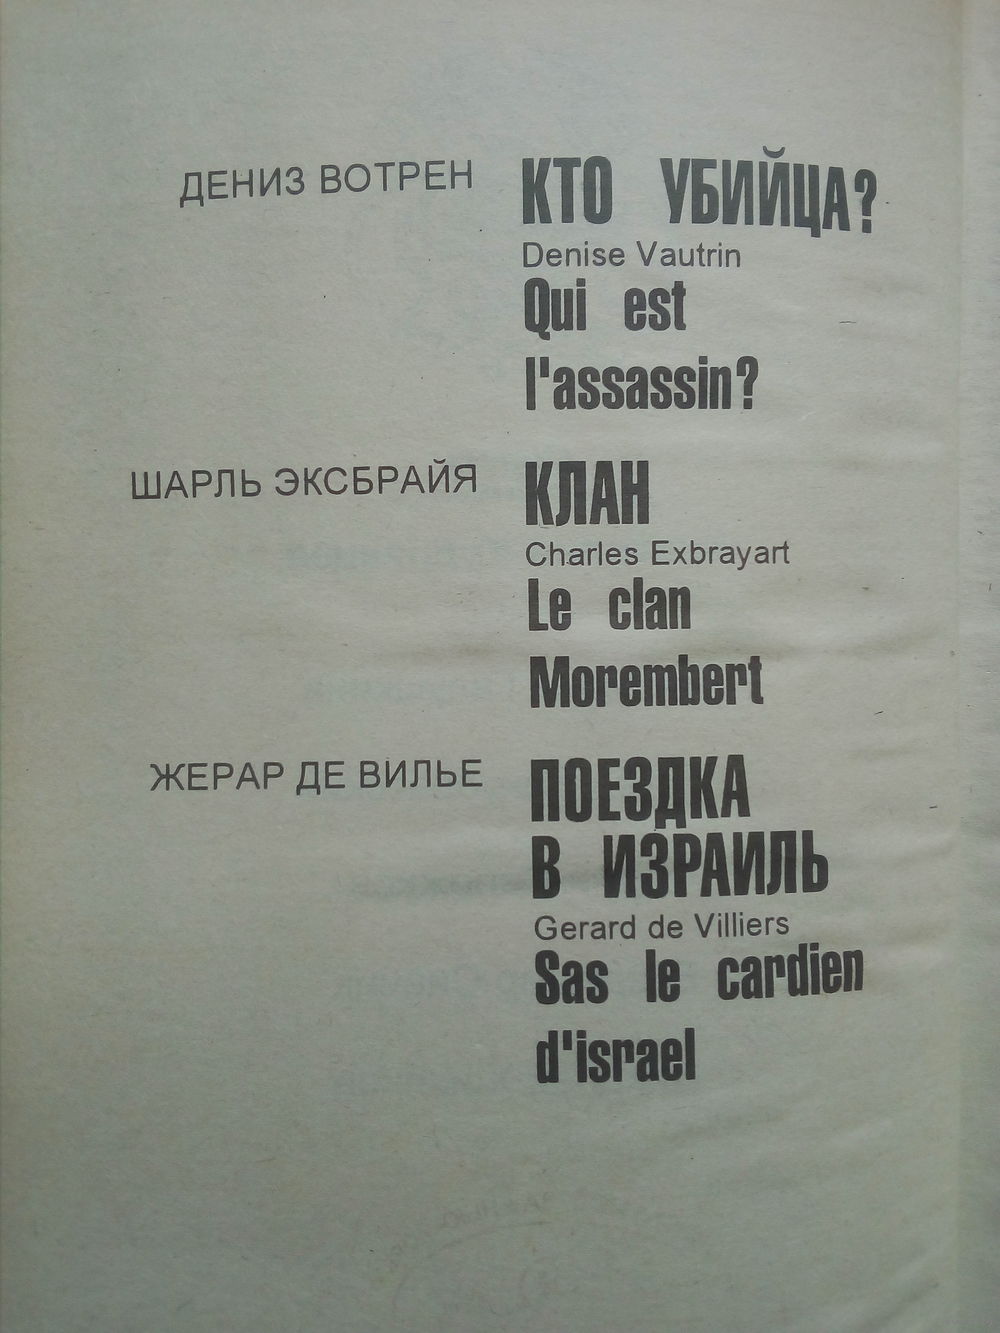 ДЕНИЗ ВОТРЕН
КТО УБИЙЦА?
Denise Vautrin
Qui est
l'assassin?
ШАРЛЬ ЭКСБРАЙЯ
КЛАН
Charles Exbrayart
Le clan
Morembert
ЖЕРАР ДЕ ВИЛЬЕ
ПОЕЗДКА
В ИЗРАИЛЬ
Gerard de Villiers
Sas le cardien
d'israel